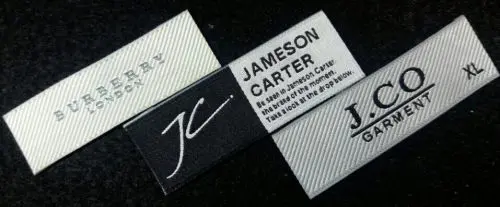 BURBERRY
LONDON
JC.
JAMESON
CARTER
Be seen in Jameson Carter.
the brake of the moment.
Take a look at the drop below.
J.CO
GARMENT
XL